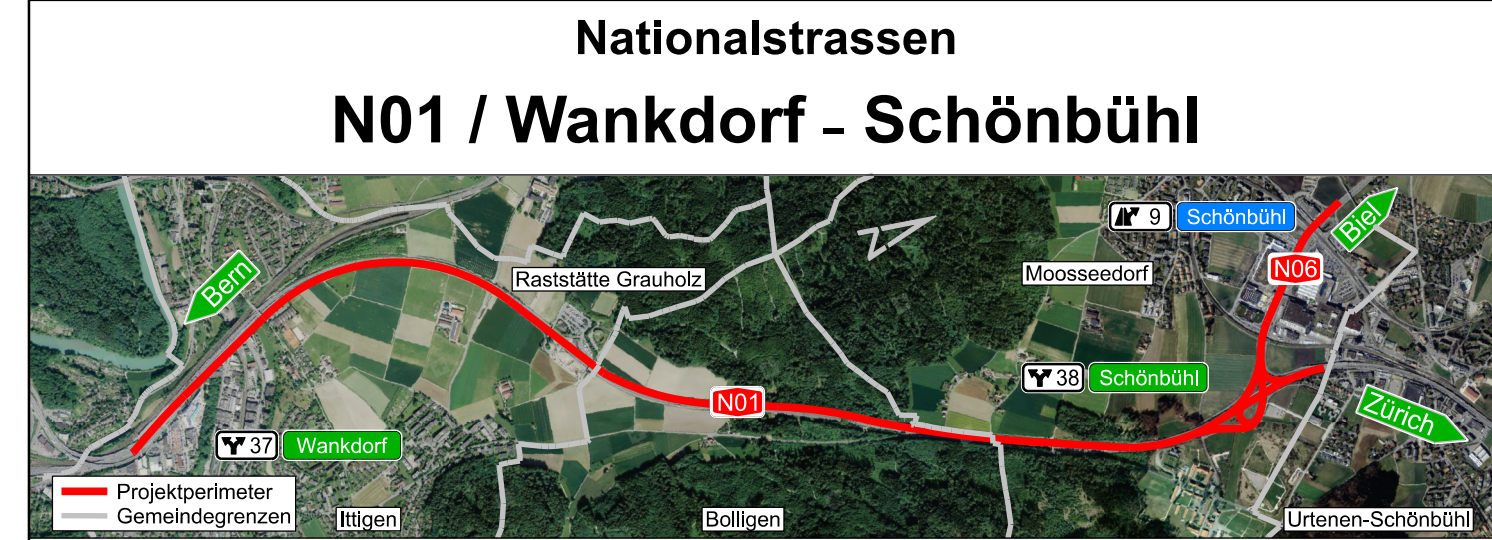 Nationalstrassen
N01 / Wankdorf - Schönbühl
9 Schönbühl
Biel
Bern
Raststätte Grauholz
Moosseedorf
N06
38 Schönbühl
N01
Zürich
37 Wankdorf
Projektperimeter
Gemeindegrenzen
Ittigen
Bolligen
Urtenen-Schönbühl